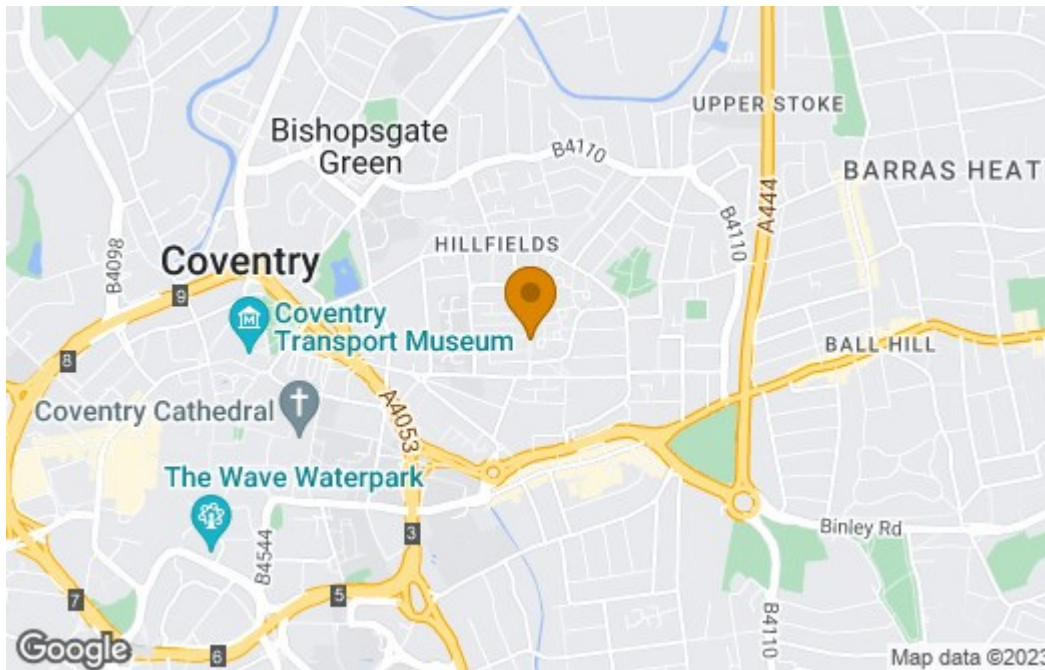 UPPER STOKE
Bishopsgate
Green
B4110
A444
BARRAS HEAT
B4110
HILLFIELDS
Coventry
B4098
9
Coventry
Transport Museum
BALL HILL
8
Coventry Cathedral
A4053
The Wave Waterpark
3
Binley Rd
B4544
5
7
B4110
6
Google
Map data ©2023